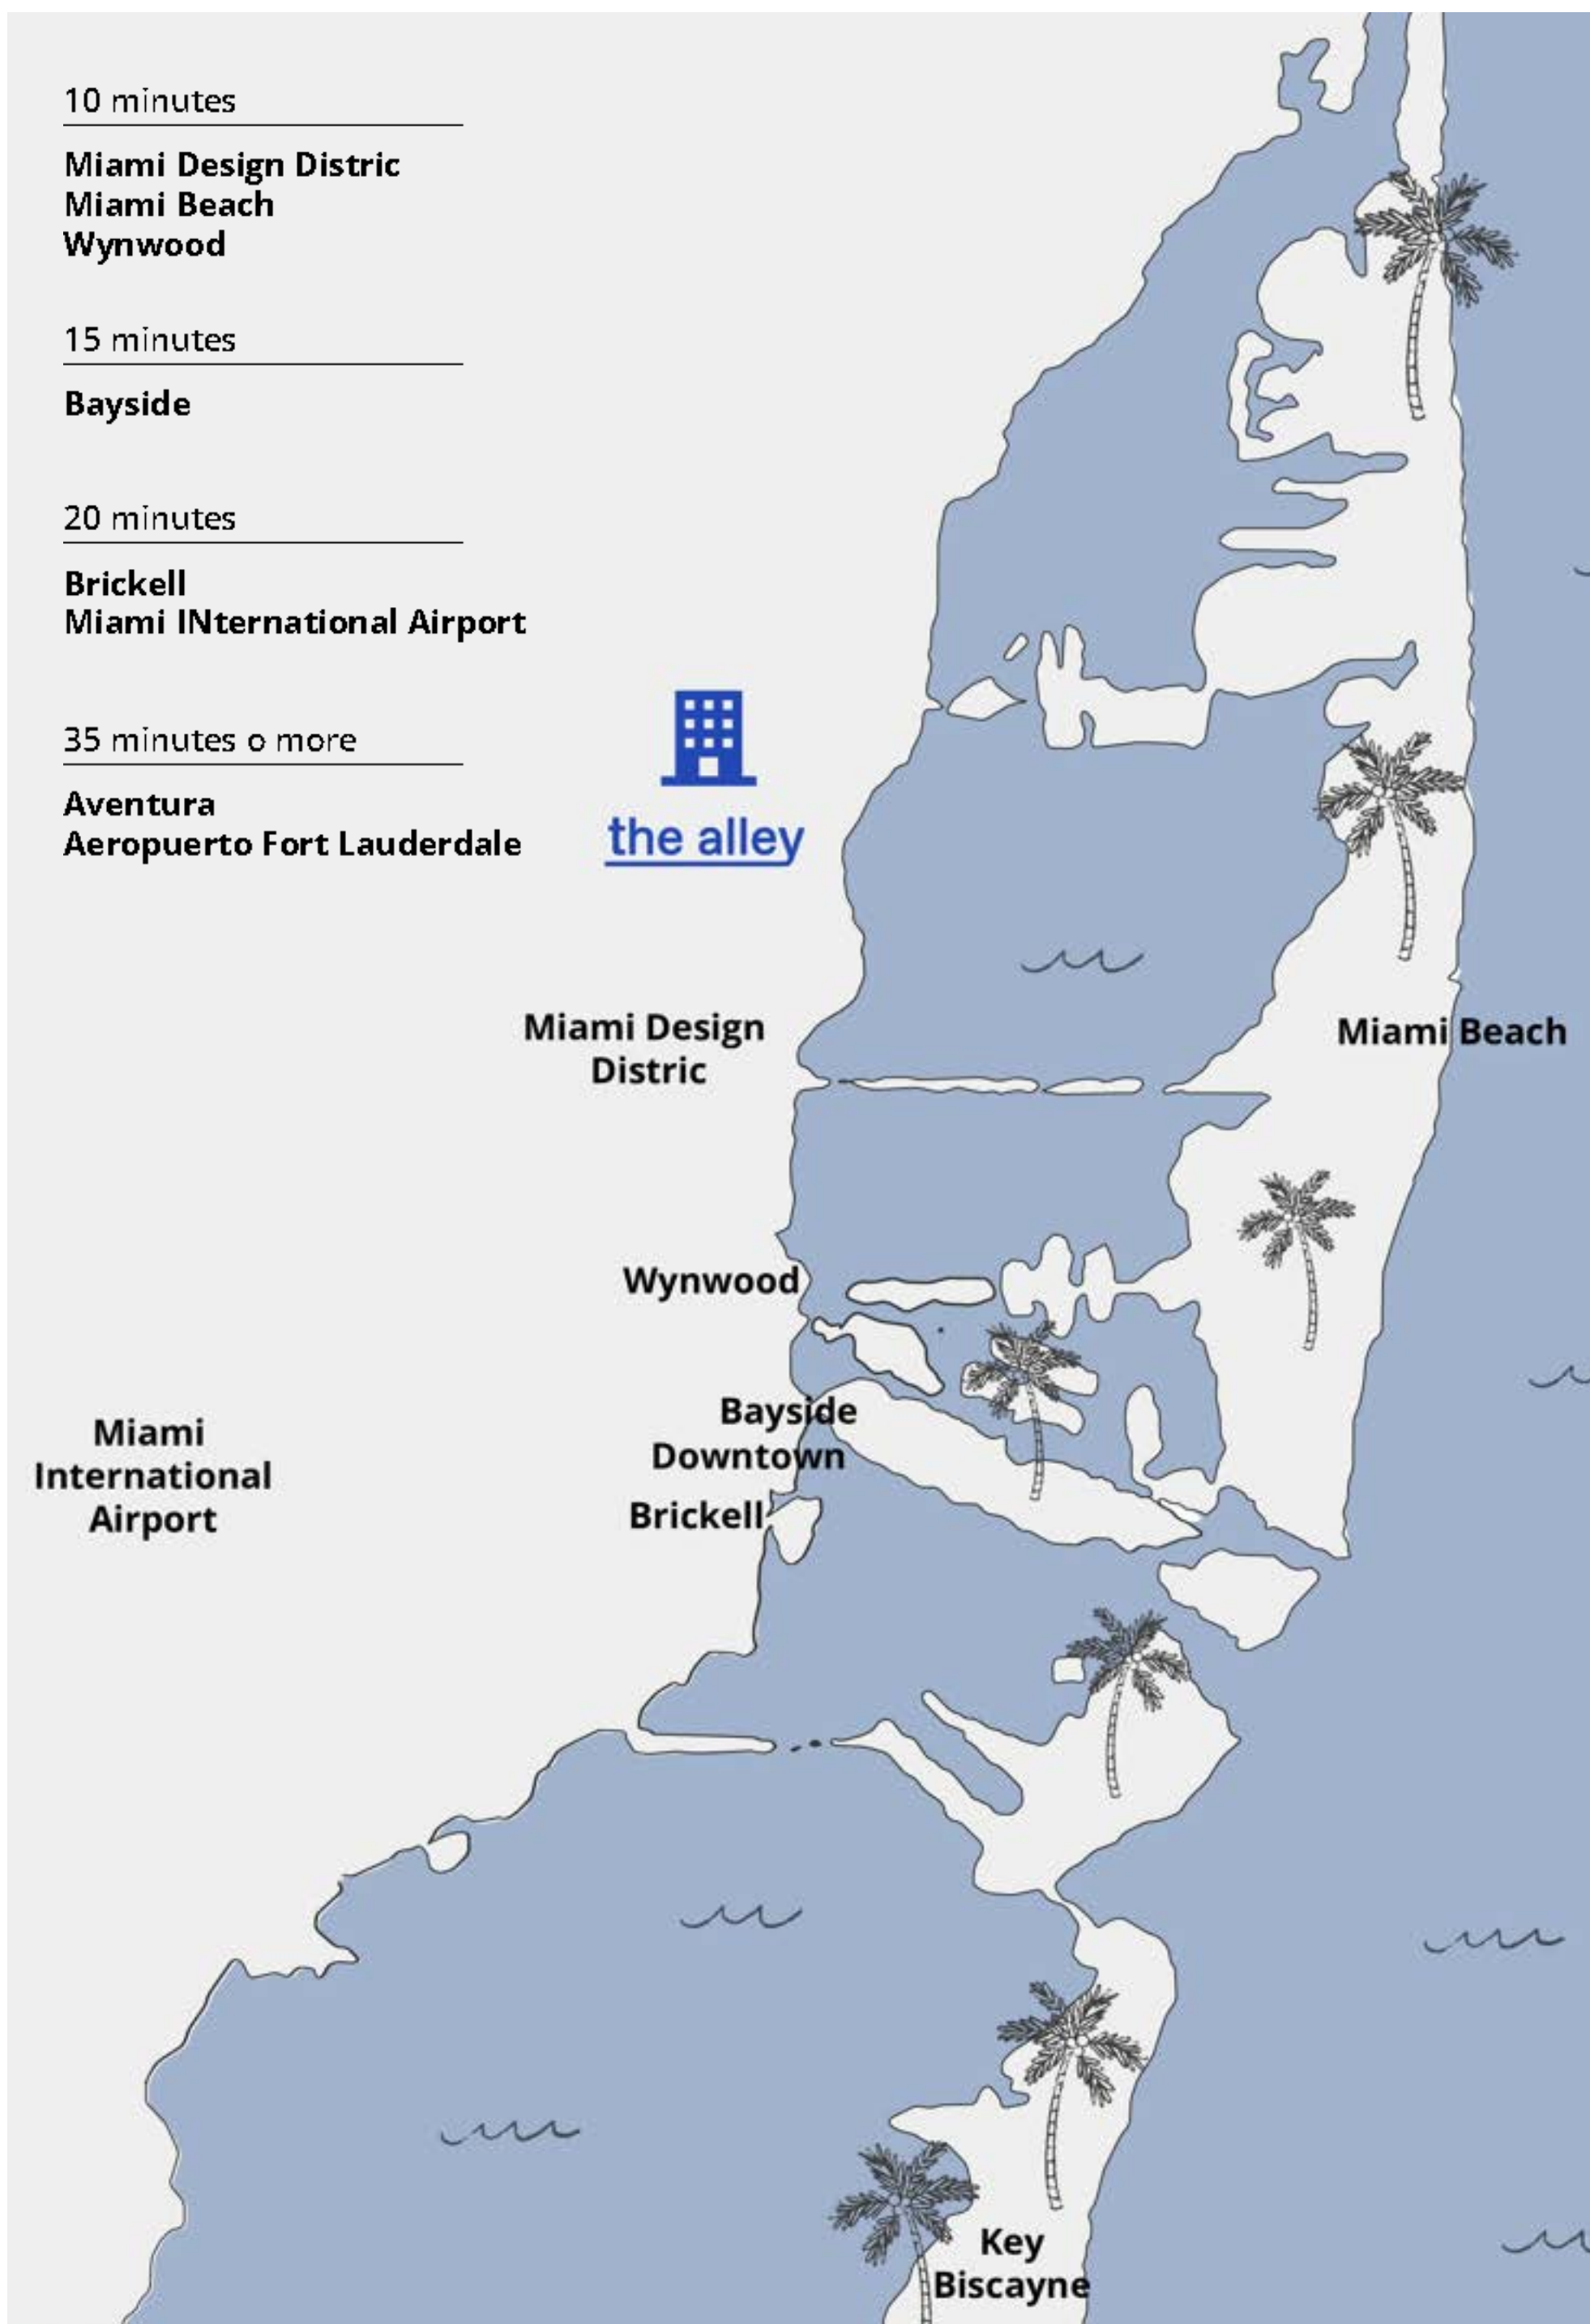 10 minutes
Miami Design Distric
Miami Beach
Wynwood
15 minutes
Bayside
20 minutes
Brickell
Miami INternational Airport
35 minutes o more
Aventura
Aeropuerto Fort Lauderdale
the alley
Miami Design
Distric
Miami Beach
Wynwood
Bayside
Downtown
Brickell
Miami
International
Airport
Key
Biscayne